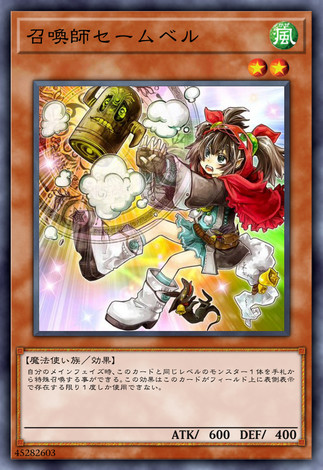 召喚師セームベル
風
[魔法使い族／効果]
自分のメインフェイズ時、このカードと同じレベルのモンスター１体を手札か
ら特殊召喚する事ができる。この効果はこのカードがフィールド上に表側表示
で存在する限り１度しか使用できない。
ATK/ 600 DEF/ 400
45282603